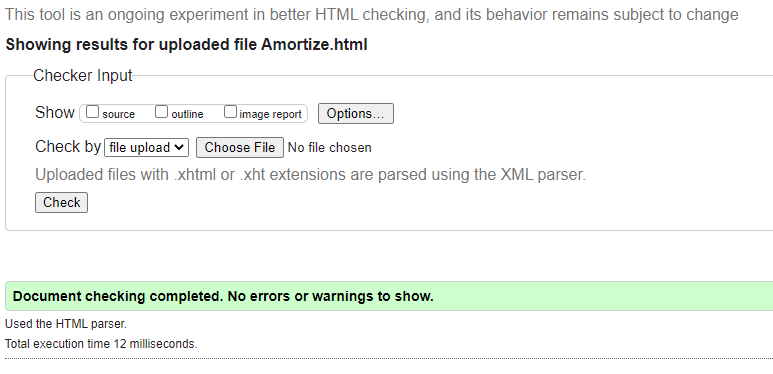 This tool is an ongoing experiment in better HTML checking, and its behavior remains subject to change
Showing results for uploaded file Amortize.html
Checker Input
Show source outline image report Options...
Check by file upload Choose File No file chosen
Uploaded files with .xhtml or .xht extensions are parsed using the XML parser.
Check
Document checking completed. No errors or warnings to show.
Used the HTML parser.
Total execution time 12 milliseconds.